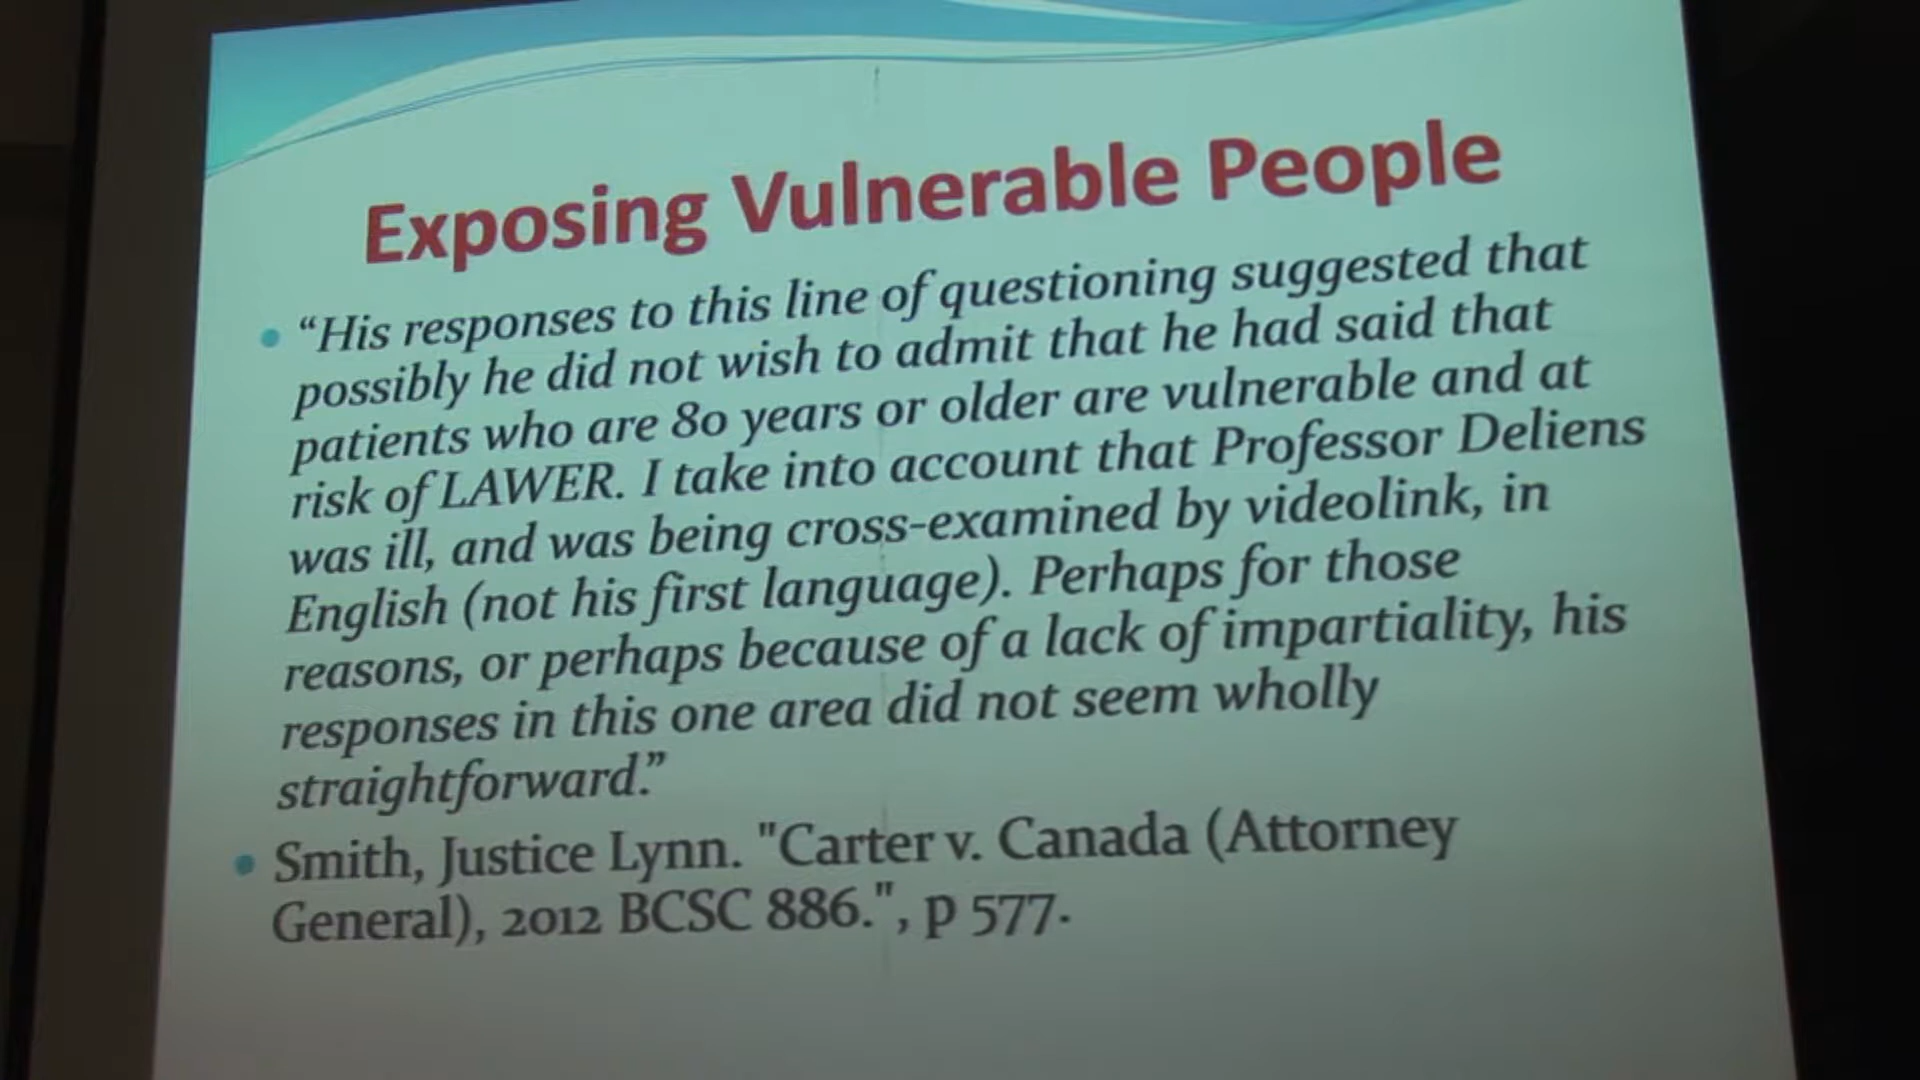 Exposing Vulnerable People
• “His responses to this line of questioning suggested that
possibly he did not wish to admit that he had said that
patients who are 80 years or older are vulnerable and at
risk of LAWER. I take into account that Professor Deliens
was ill, and was being cross-examined by videolink, in
English (not his first language). Perhaps for those
reasons, or perhaps because of a lack of impartiality, his
responses in this one area did not seem wholly
straightforward.”
• Smith, Justice Lynn. "Carter v. Canada (Attorney
General), 2012 BCSC 886.", p 577.